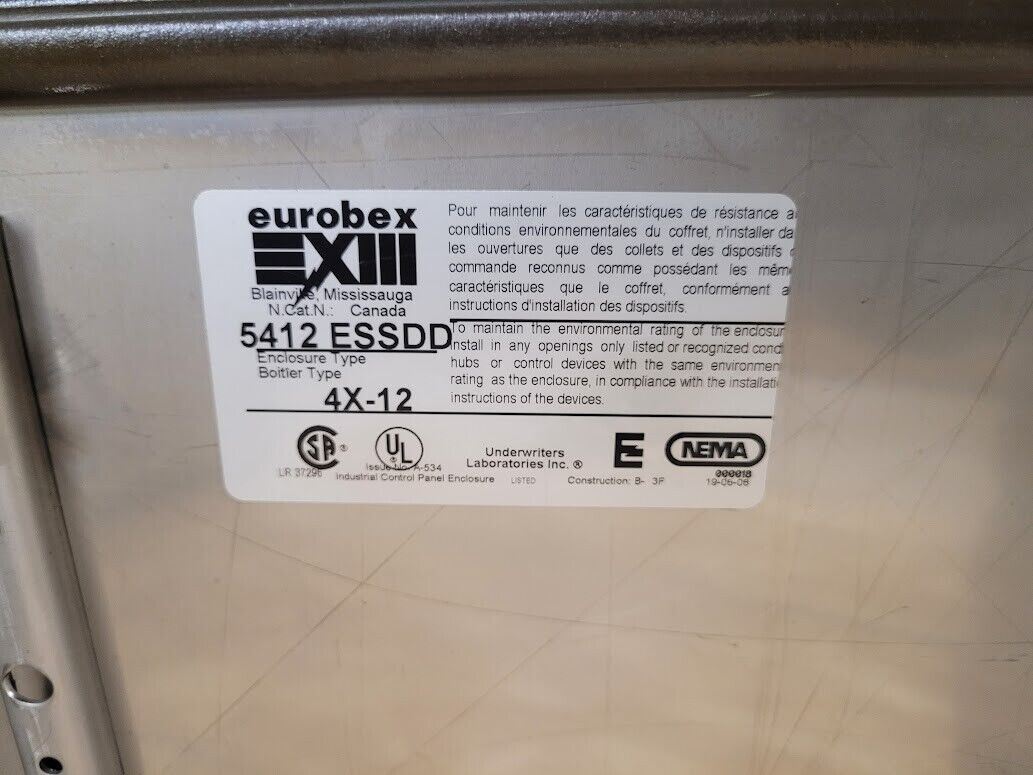 eurobex
EXIII
Blainville, Mississauga
N.Cat.N.: Canada
5412 ESSDD
Enclosure Type
Boitier Type
4X-12
Pour maintenir les caractéristiques de résistance
conditions environnementales du coffret, n'installer
les ouvertures que des collets et des dispositifs
commande reconnus comme possédant les
caractéristiques que le coffret, conformément
instructions d'installation des dispositifs.
To maintain the environmental rating of the
install in any openings only listed or recognized
hubs or control devices with the same
rating as the enclosure, in compliance with the
instructions of the devices.
SA ®
LR 37296
UL ®
Issue No. A-534
Industrial Control Panel Enclosure
Underwriters
Laboratories Inc. ®
LISTED
E
Construction: B- 3F
NEMA
000018
19-06-08